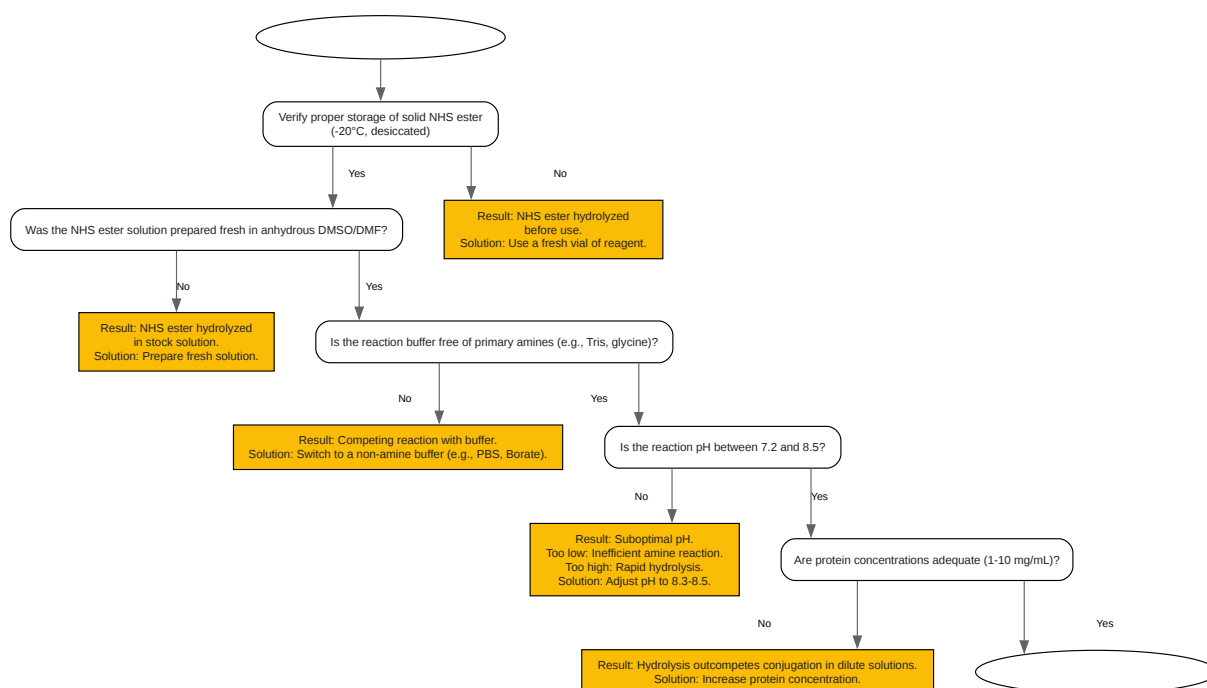 Verify proper storage of solid NHS ester
(-20°C, desiccated)
Yes
No
Was the NHS ester solution prepared fresh in anhydrous DMSO/DMF?
Result: NHS ester hydrolyzed
before use.
Solution: Use a fresh vial of reagent.
No
Yes
Result: NHS ester hydrolyzed
in stock solution.
Solution: Prepare fresh solution.
Is the reaction buffer free of primary amines (e.g., Tris, glycine)?
No
Yes
Result: Competing reaction with buffer.
Solution: Switch to a non-amine buffer (e.g., PBS, Borate).
Is the reaction pH between 7.2 and 8.5?
No
Yes
Result: Suboptimal pH.
Too low: Inefficient amine reaction.
Too high: Rapid hydrolysis.
Solution: Adjust pH to 8.3-8.5.
Are protein concentrations adequate (1-10 mg/mL)?
No
Yes
Result: Hydrolysis outcompetes conjugation in dilute solutions.
Solution: Increase protein concentration.